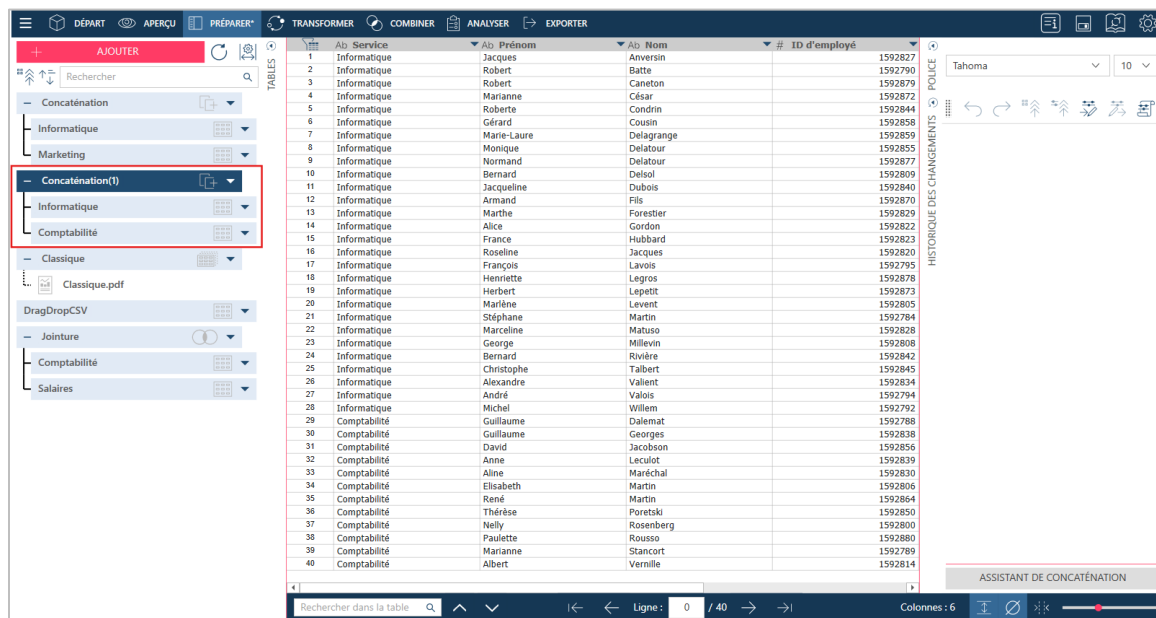 DÉPART APERÇU PRÉPARER* TRANSFORMER COMBINER ANALYSER EXPORTER
+ AJOUTER
Rechercher
− Concaténation
Informatique
Marketing
− Concaténation(1)
Informatique
Comptabilité
− Classique
Classique.pdf
DragDropCSV
− Jointure
Comptabilité
Salaires
TABLES
Ab Service Ab Prénom Ab Nom # ID d'employé
1 Informatique Jacques Anversin 1592827
2 Informatique Robert Batte 1592790
3 Informatique Robert Caneton 1592879
4 Informatique Marianne César 1592872
5 Informatique Roberte Condrin 1592844
6 Informatique Gérard Cousin 1592858
7 Informatique Marie-Laure Delagrange 1592859
8 Informatique Monique Delatour 1592855
9 Informatique Normand Delatour 1592877
10 Informatique Bernard Delsol 1592809
11 Informatique Jacqueline Dubois 1592840
12 Informatique Armand Fils 1592870
13 Informatique Marthe Forestier 1592829
14 Informatique Alice Gordon 1592822
15 Informatique France Hubbard 1592823
16 Informatique Roseline Jacques 1592820
17 Informatique François Lavois 1592795
18 Informatique Henriette Legros 1592878
19 Informatique Herbert Lepetit 1592873
20 Informatique Marlène Levent 1592805
21 Informatique Stéphane Martin 1592784
22 Informatique Marceline Matuso 1592828
23 Informatique George Millevin 1592808
24 Informatique Bernard Rivière 1592842
25 Informatique Christophe Talbert 1592845
26 Informatique Alexandre Valient 1592834
27 Informatique André Valois 1592794
28 Informatique Michel Willem 1592792
29 Comptabilité Guillaume Dalemat 1592788
30 Comptabilité Guillaume Georges 1592838
31 Comptabilité David Jacobson 1592856
32 Comptabilité Anne Leculot 1592839
33 Comptabilité Aline Maréchal 1592830
34 Comptabilité Elisabeth Martin 1592806
35 Comptabilité René Martin 1592864
36 Comptabilité Thérèse Poretski 1592850
37 Comptabilité Nelly Rosenberg 1592800
38 Comptabilité Paulette Rousso 1592880
39 Comptabilité Marianne Stancort 1592789
40 Comptabilité Albert Vernille 1592814
Rechercher dans la table Ligne : 0 / 40 Colonnes : 6
POLICE
Tahoma 10
HISTORIQUE DES CHANGEMENTS
ASSISTANT DE CONCATÉNATION